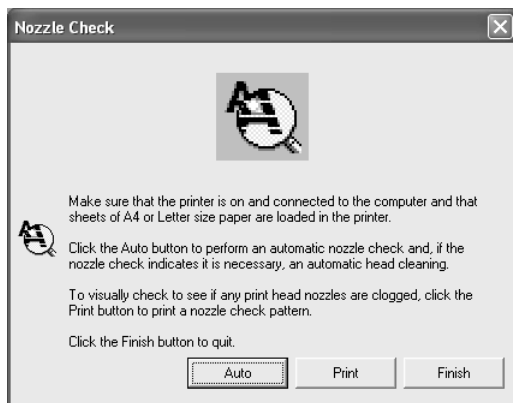 Nozzle Check
Make sure that the printer is on and connected to the computer and that
sheets of A4 or Letter size paper are loaded in the printer.
Click the Auto button to perform an automatic nozzle check and, if the
nozzle check indicates it is necessary, an automatic head cleaning.
To visually check to see if any print head nozzles are clogged, click the
Print button to print a nozzle check pattern.
Click the Finish button to quit.
Auto Print Finish